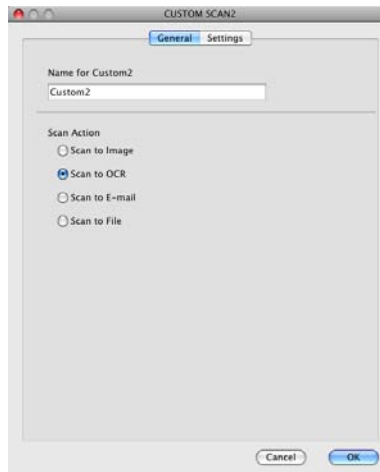 CUSTOM SCAN2
General Settings
Name for Custom2
Custom2
Scan Action
Scan to Image
Scan to OCR
Scan to E-mail
Scan to File
Cancel OK